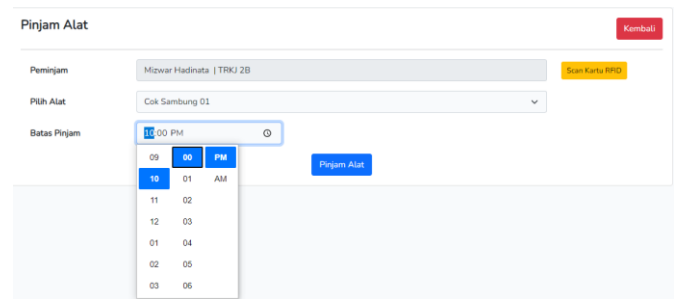 Pinjam Alat
Kembali
Peminjam
Mizwar Hadinata | TRKJ 2B
Scan Kartu RFID
Pilih Alat
Cok Sambung 01
Batas Pinjam
10:00 PM
09 00 PM
10 01 AM
11 02
12 03
01 04
02 05
03 06
Pinjam Alat